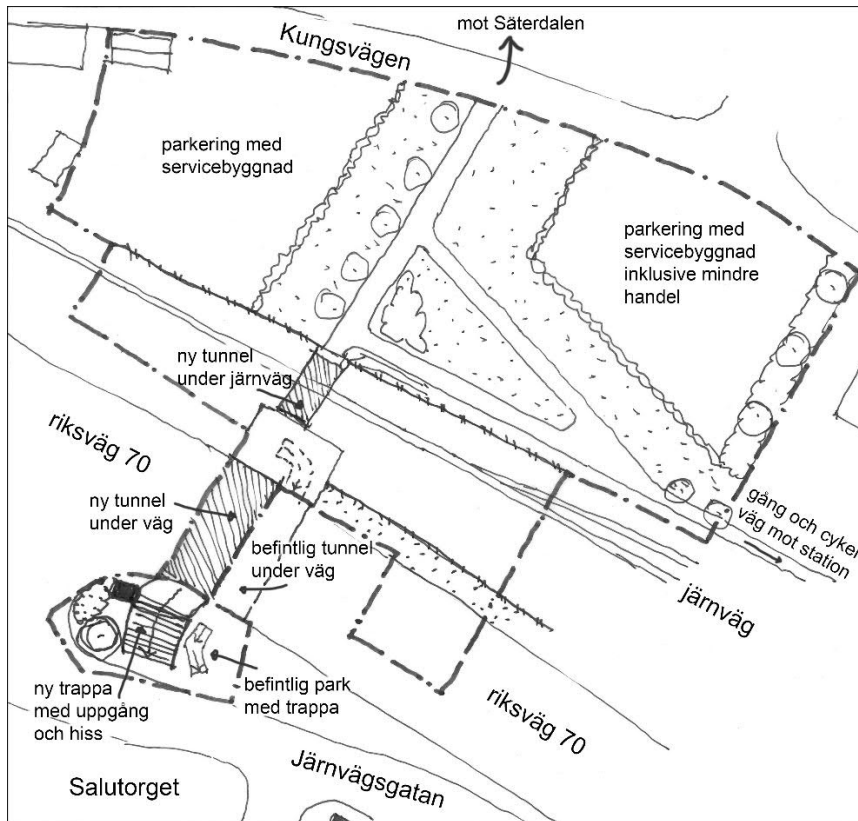 mot Säterdalen
Kungsvägen
parkering med
servicebyggnad
parkering med
servicebyggnad
inklusive mindre
handel
ny tunnel
under järnväg
riksväg 70
ny tunnel
under väg
befintlig tunnel
under väg
gång och cykel
väg mot station
järnväg
ny trappa
med uppgång
och hiss
befintlig park
med trappa
riksväg 70
Järnvägsgatan
Salutorget